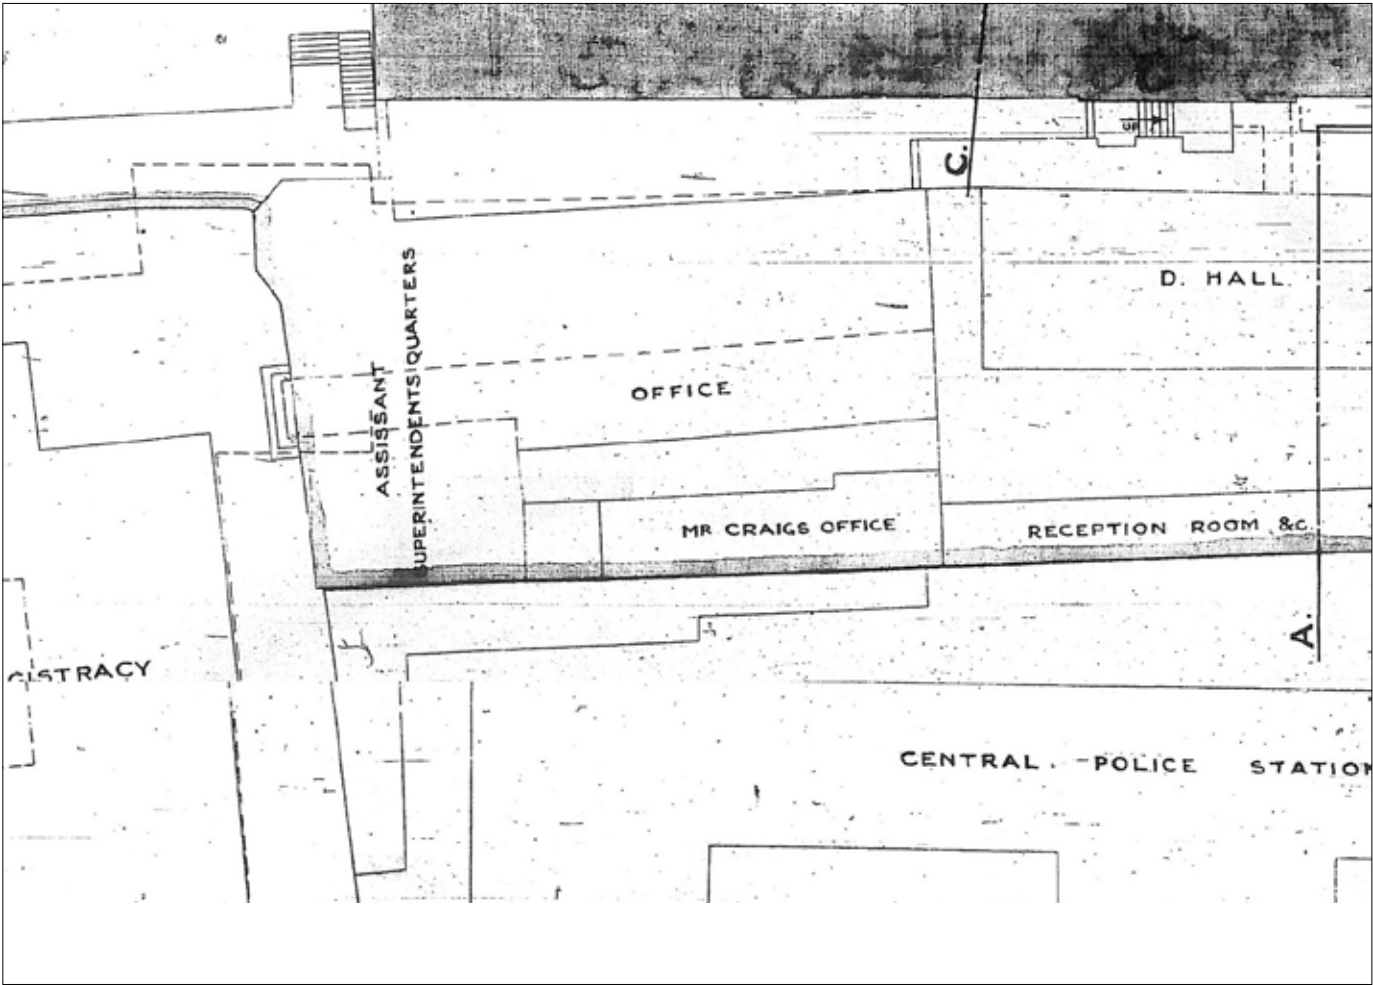 UP
C.
D. HALL.
ASSISSANT
SUPERINTENDENTS QUARTERS
OFFICE
MR CRAIGS OFFICE
RECEPTION ROOM &c.
A.
GISTRACY
CENTRAL. -POLICE STATION